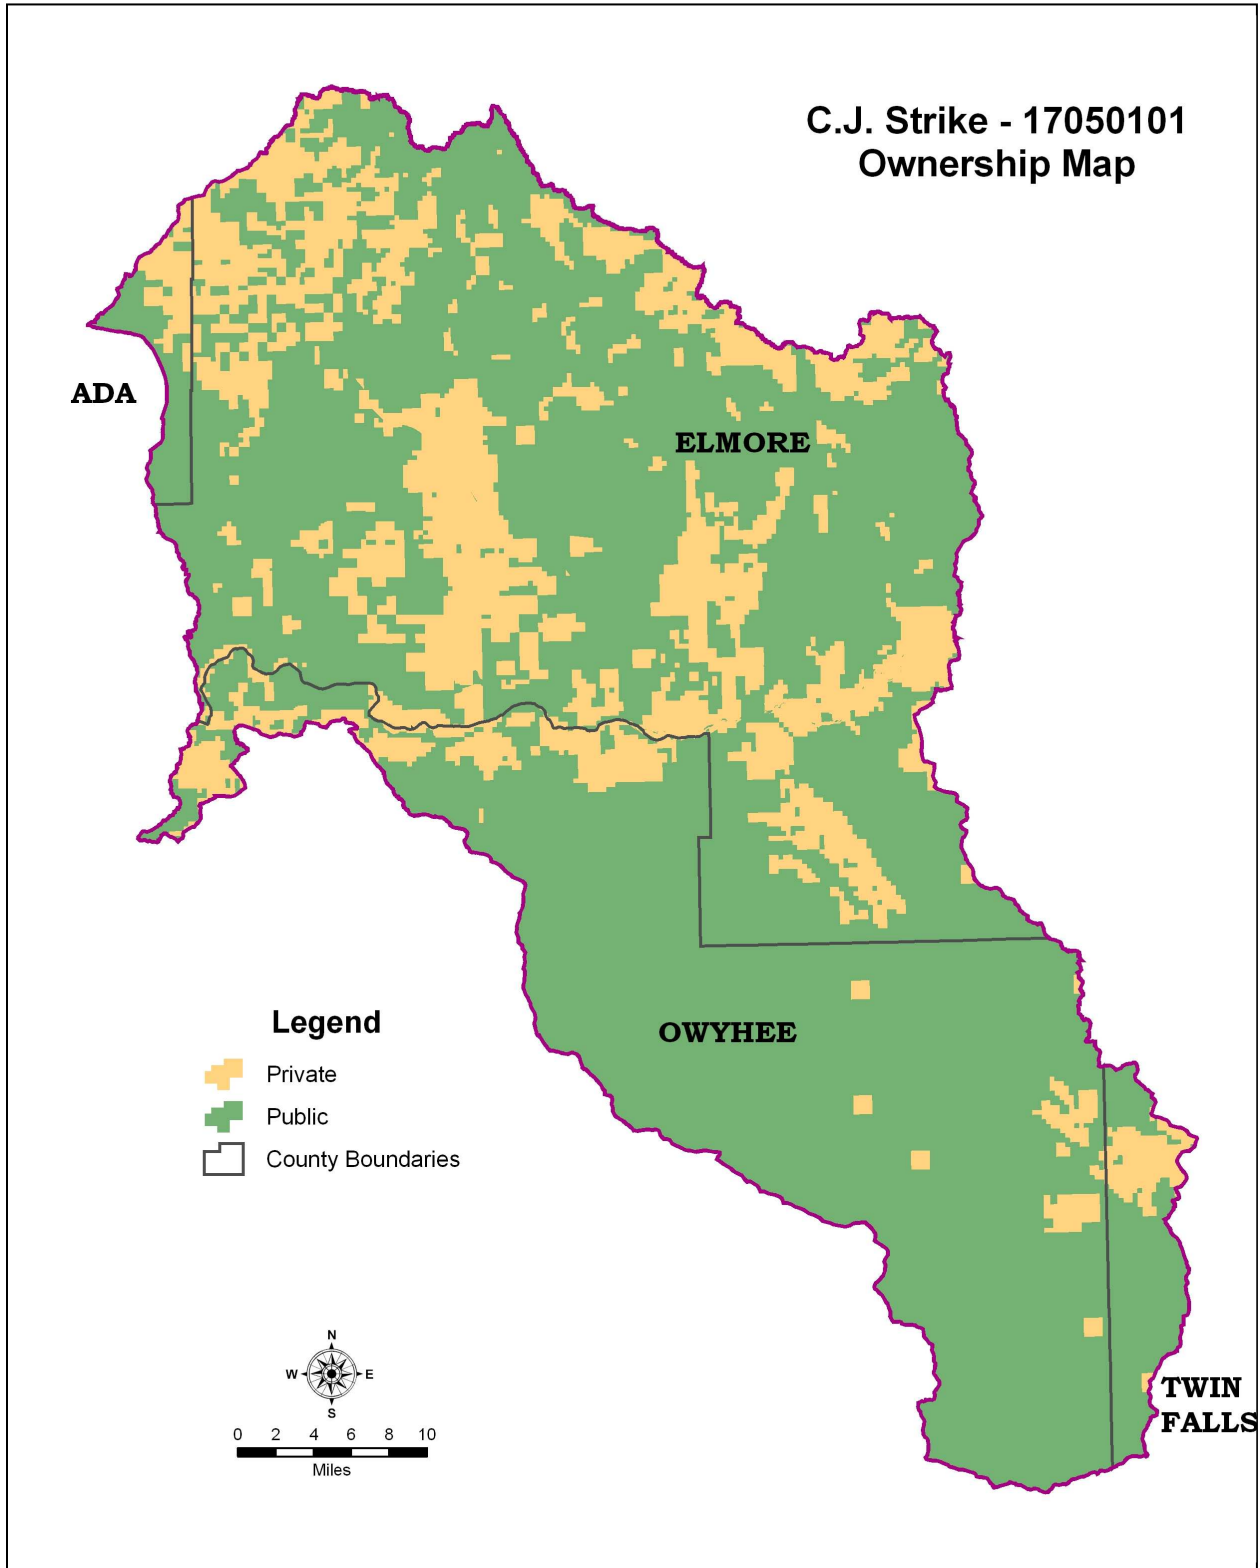 C.J. Strike - 17050101
Ownership Map
ADA
ELMORE
OWYHEE
Legend
Private
Public
County Boundaries
N
W E
S
0 2 4 6 8 10
Miles
TWIN
FALLS